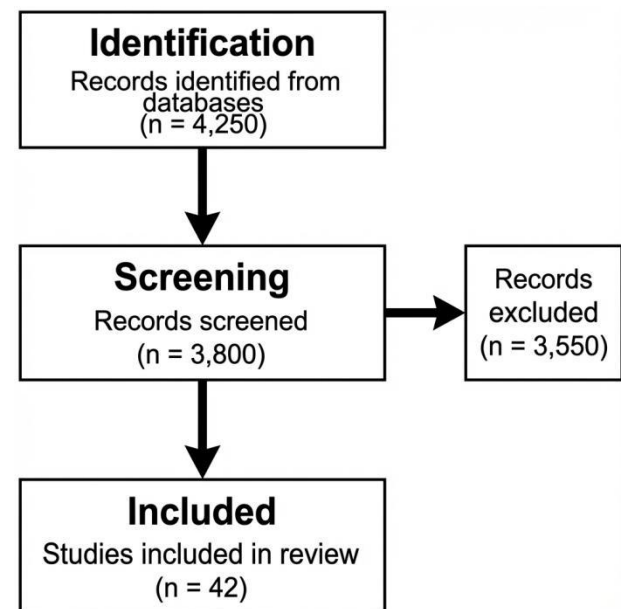 Identification
Records identified from
databases
(n = 4,250)
Screening
Records screened
(n = 3,800)
Records
excluded
(n = 3,550)
Included
Studies included in review
(n = 42)